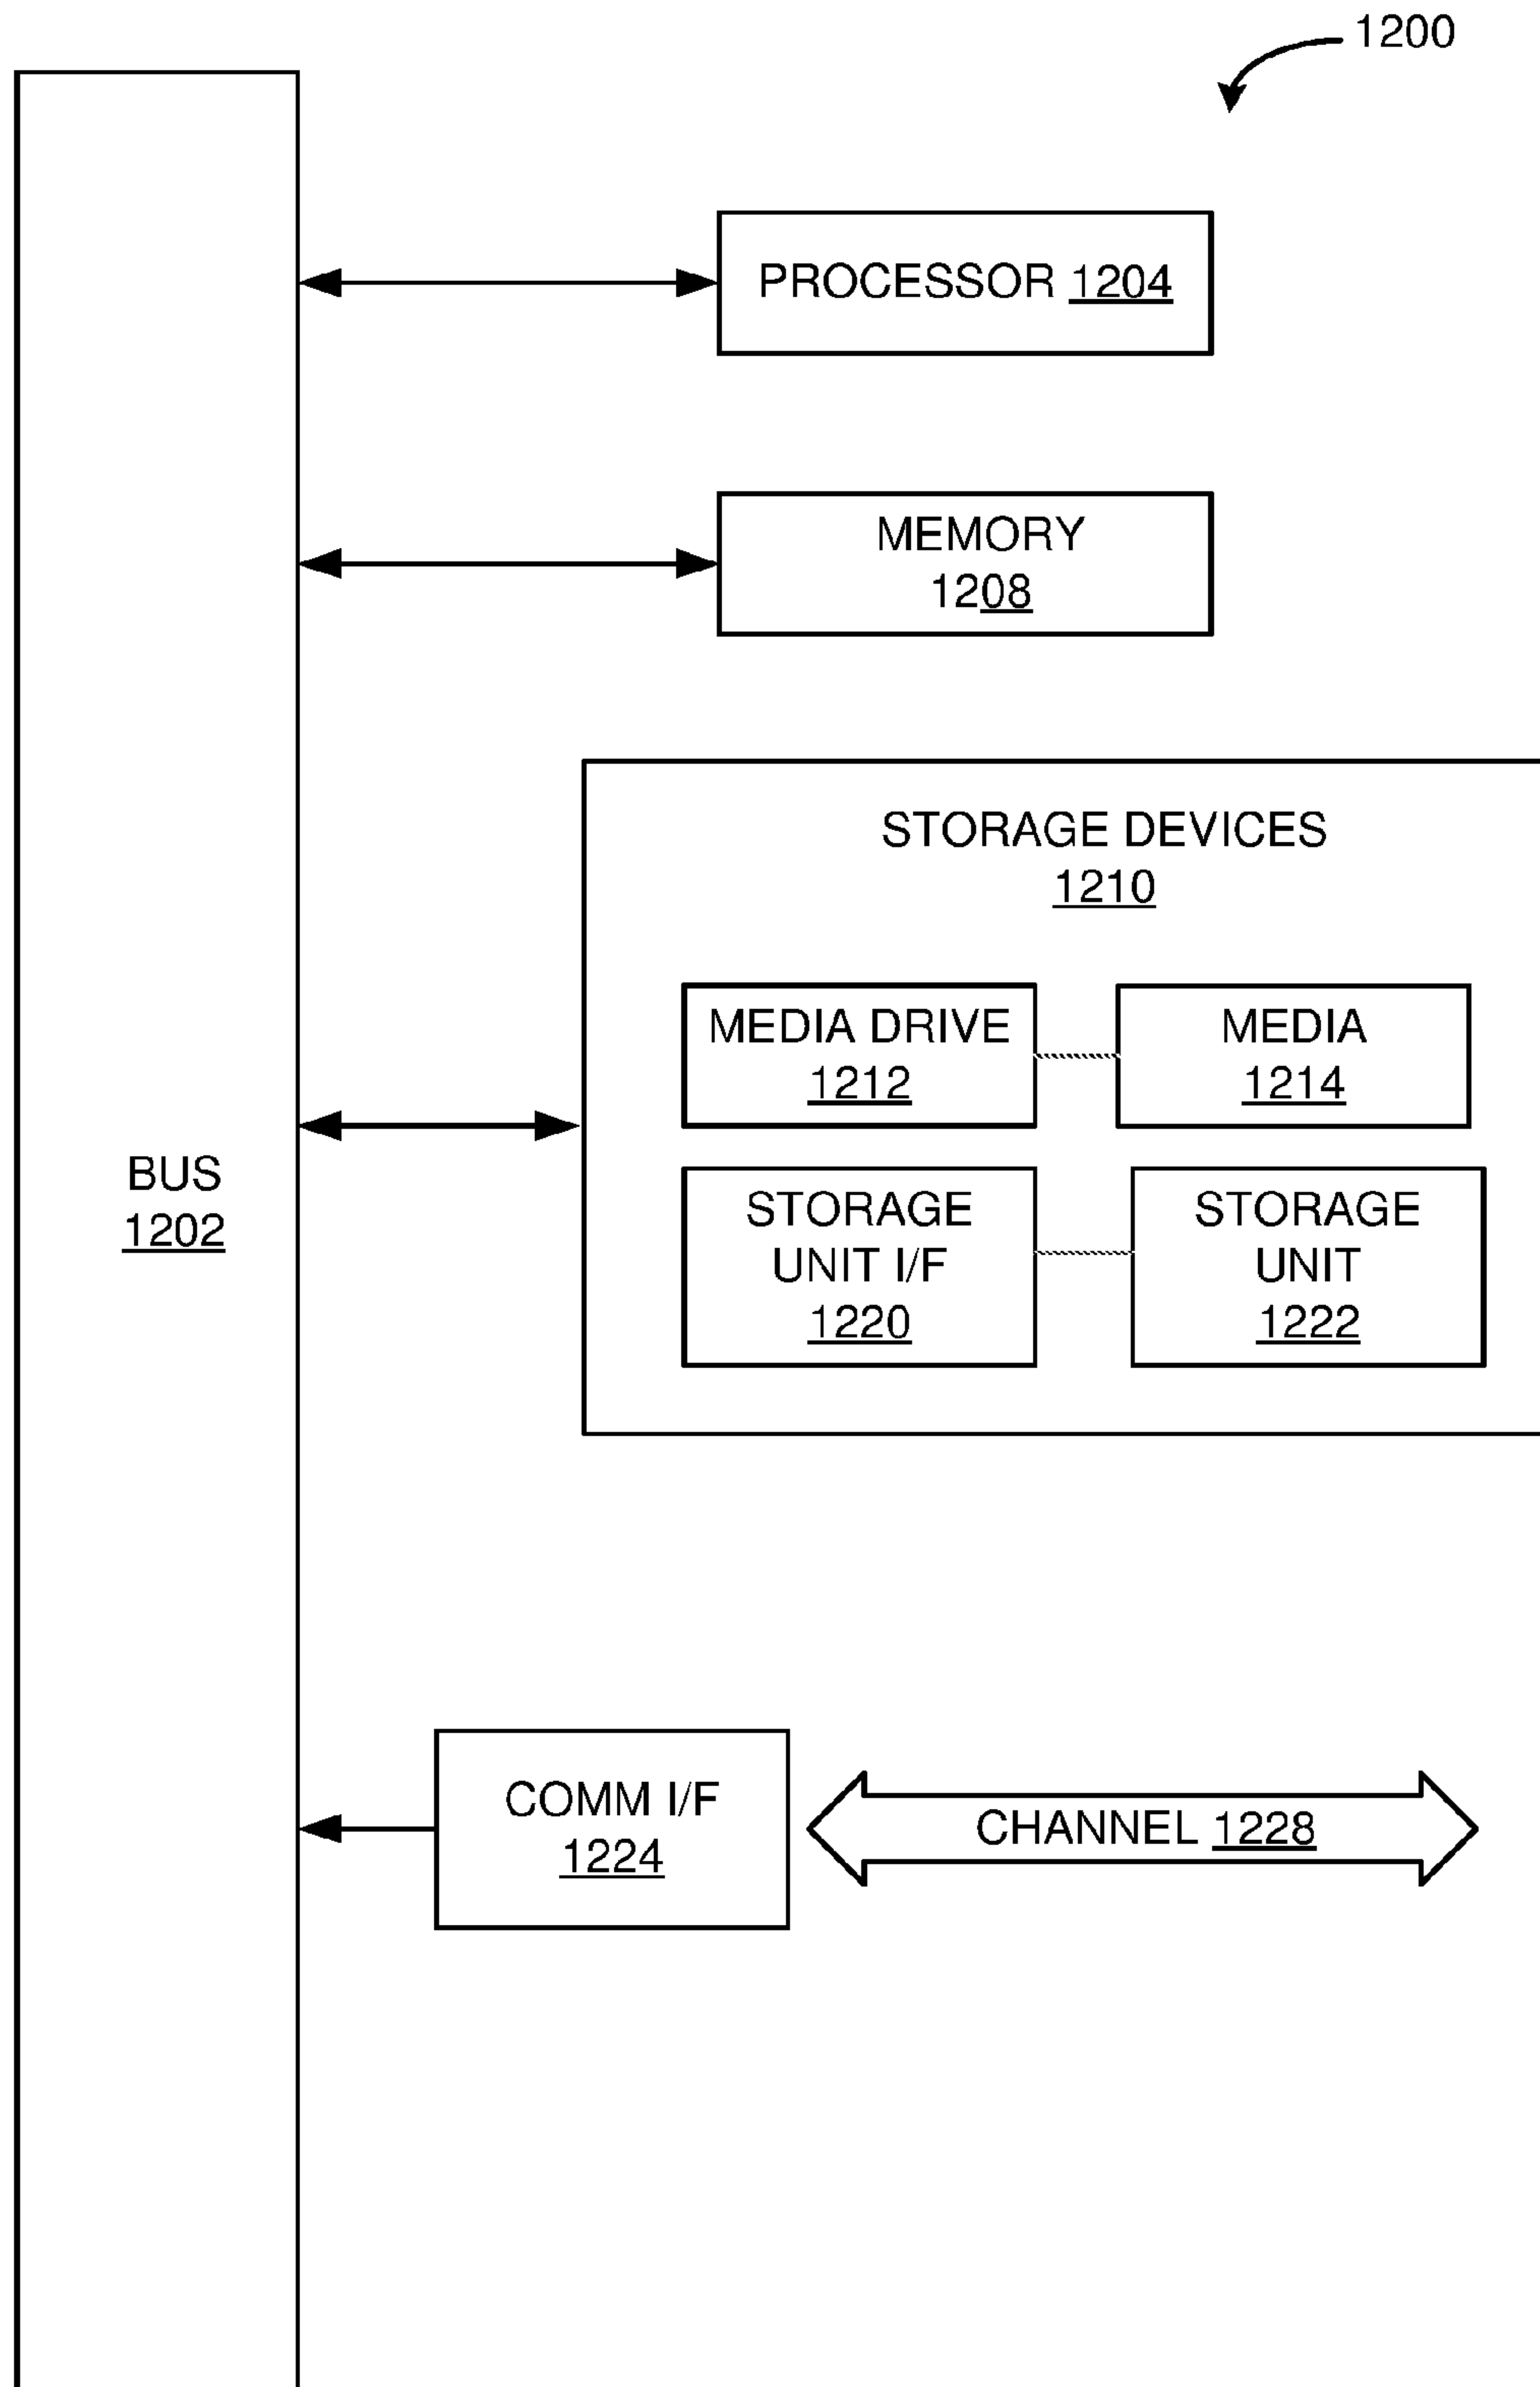 1200
PROCESSOR 1204
MEMORY
1208
STORAGE DEVICES
1210
MEDIA DRIVE
1212
MEDIA
1214
BUS
1202
STORAGE
UNIT I/F
1220
STORAGE
UNIT
1222
COMM I/F
1224
CHANNEL 1228